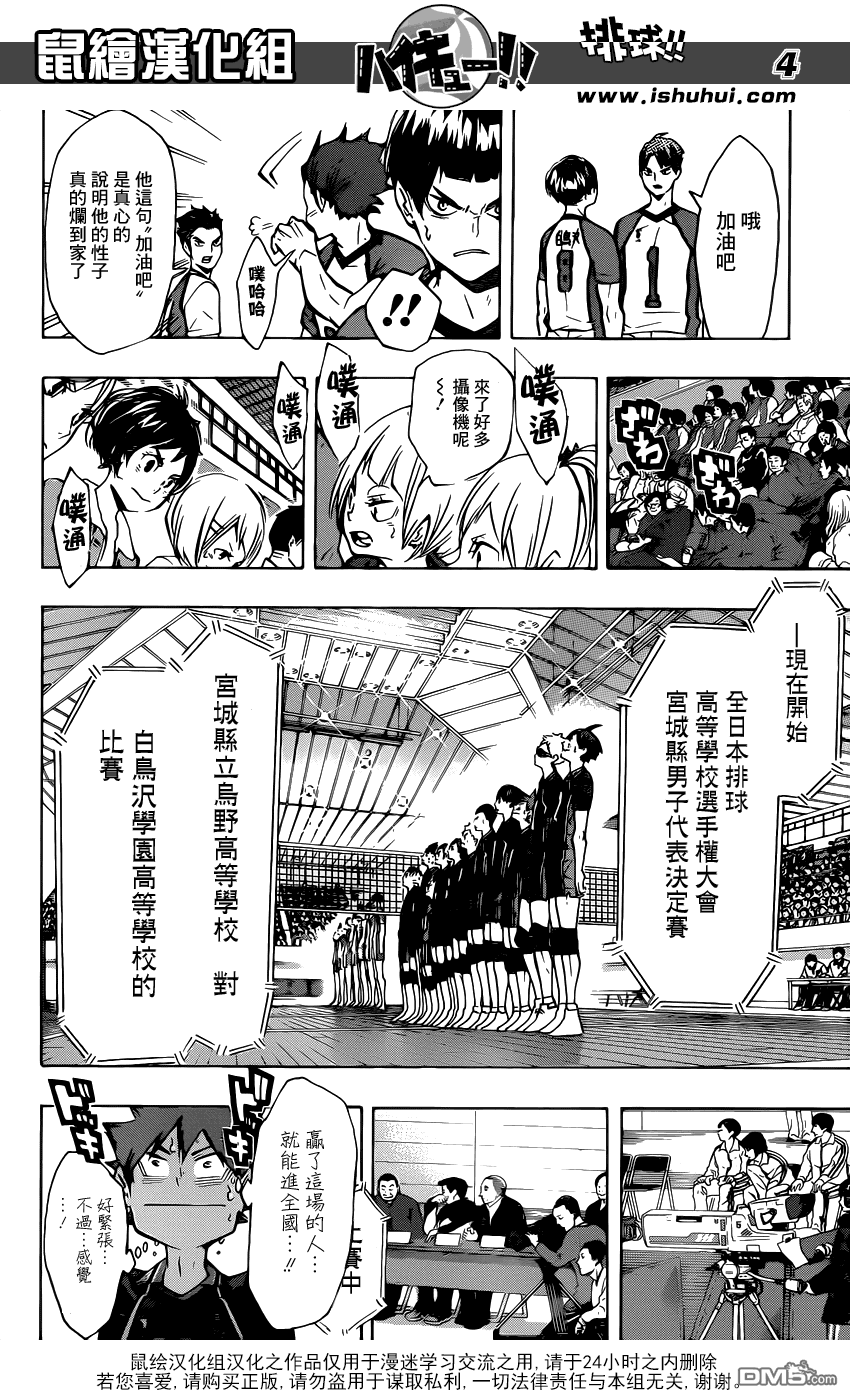 鼠繪漢化組
ハイキュー!!
排球!!
4
www.ishuhui.com
哦
加油吧
鳥
1
!!
噗哈哈
他這句"加油吧"
是真心的
說明他的性子
真的爛到家了
ざわ
ざわ
噗通
來了好多
攝像機呢
~!
噗通
噗通
噗通
—現在開始
全日本排球
高等學校選手權大會
宮城縣男子代表決定賽
宮城縣立烏野高等學校 對
白鳥沢學園高等學校的
比賽
比賽中
贏了這場的人…
就能進全國…!!
ドキ
ドキ
好緊張…
不過…感覺
…!
鼠绘汉化组汉化之作品仅用于漫迷学习交流之用, 请于24小时之内删除
若您喜爱, 请购买正版, 请勿盗用于谋取私利, 一切法律责任与本组无关, 谢谢。
DM5.com